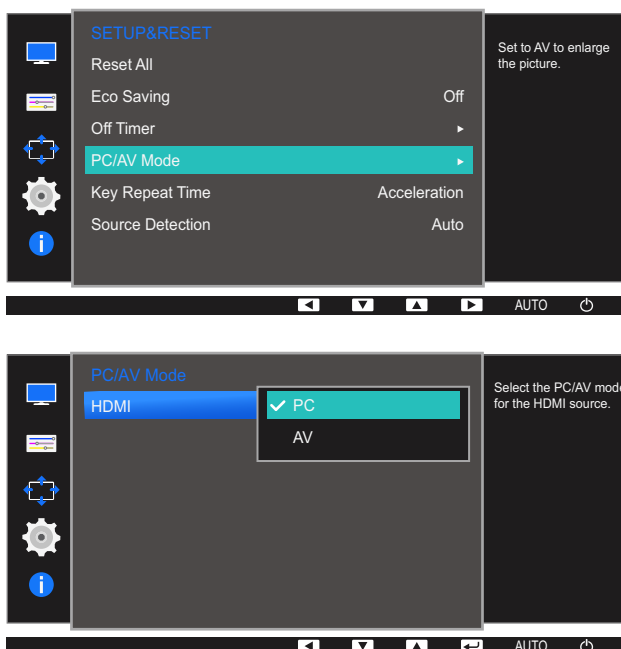 SETUP&RESET
Set to AV to enlarge
the picture.
Reset All
Eco Saving Off
Off Timer
PC/AV Mode
Key Repeat Time Acceleration
Source Detection Auto
AUTO
PC/AV Mode
Select the PC/AV mode
for the HDMI source.
HDMI PC
AV
AUTO